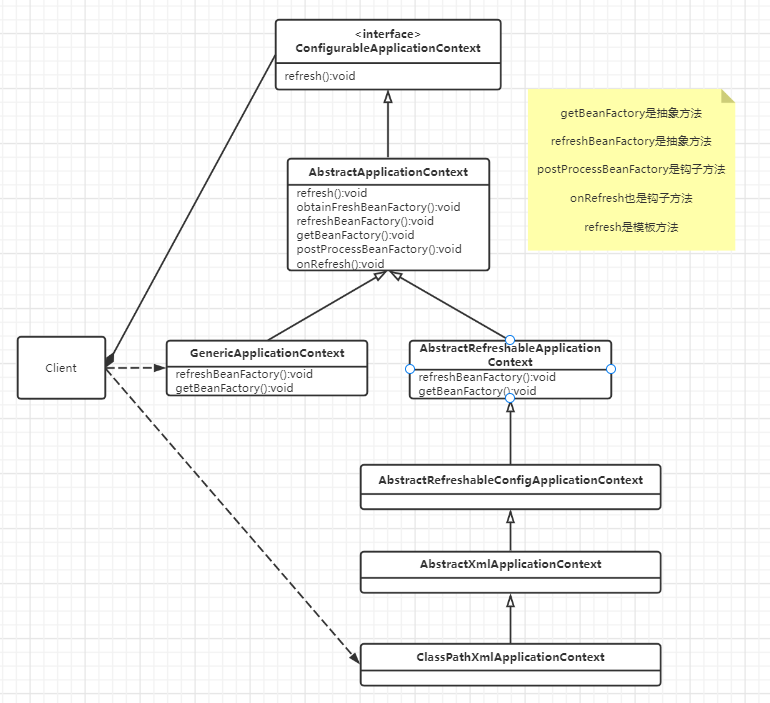 <interface>
ConfigurableApplicationContext
refresh():void
getBeanFactory是抽象方法
refreshBeanFactory是抽象方法
postProcessBeanFactory是钩子方法
onRefresh也是钩子方法
refresh是模板方法
AbstractApplicationContext
refresh():void
obtainFreshBeanFactory():void
refreshBeanFactory():void
getBeanFactory():void
postProcessBeanFactory():void
onRefresh():void
Client
GenericApplicationContext
refreshBeanFactory():void
getBeanFactory():void
AbstractRefreshableApplication
Context
refreshBeanFactory():void
getBeanFactory():void
AbstractRefreshableConfigApplicationContext
AbstractXmlApplicationContext
ClassPathXmlApplicationContext